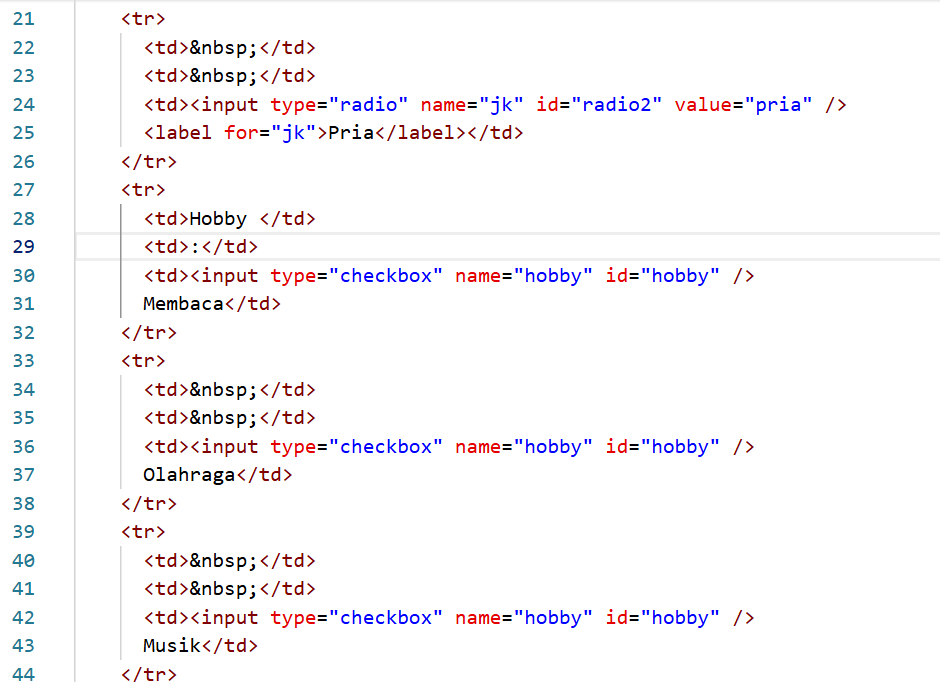 21 <tr>
22 <td>&nbsp;</td>
23 <td>&nbsp;</td>
24 <td><input type="radio" name="jk" id="radio2" value="pria" />
25 <label for="jk">Pria</label></td>
26 </tr>
27 <tr>
28 <td>Hobby </td>
29 <td>:</td>
30 <td><input type="checkbox" name="hobby" id="hobby" />
31 Membaca</td>
32 </tr>
33 <tr>
34 <td>&nbsp;</td>
35 <td>&nbsp;</td>
36 <td><input type="checkbox" name="hobby" id="hobby" />
37 Olahraga</td>
38 </tr>
39 <tr>
40 <td>&nbsp;</td>
41 <td>&nbsp;</td>
42 <td><input type="checkbox" name="hobby" id="hobby" />
43 Musik</td>
44 </tr>